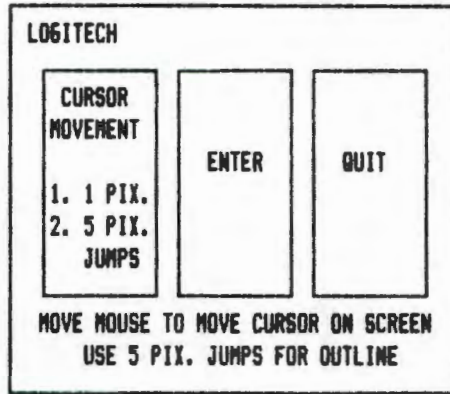 LOGITECH
CURSOR
MOVEMENT
1. 1 PIX.
2. 5 PIX.
JUMPS
ENTER
QUIT
MOVE MOUSE TO MOVE CURSOR ON SCREEN
USE 5 PIX. JUMPS FOR OUTLINE